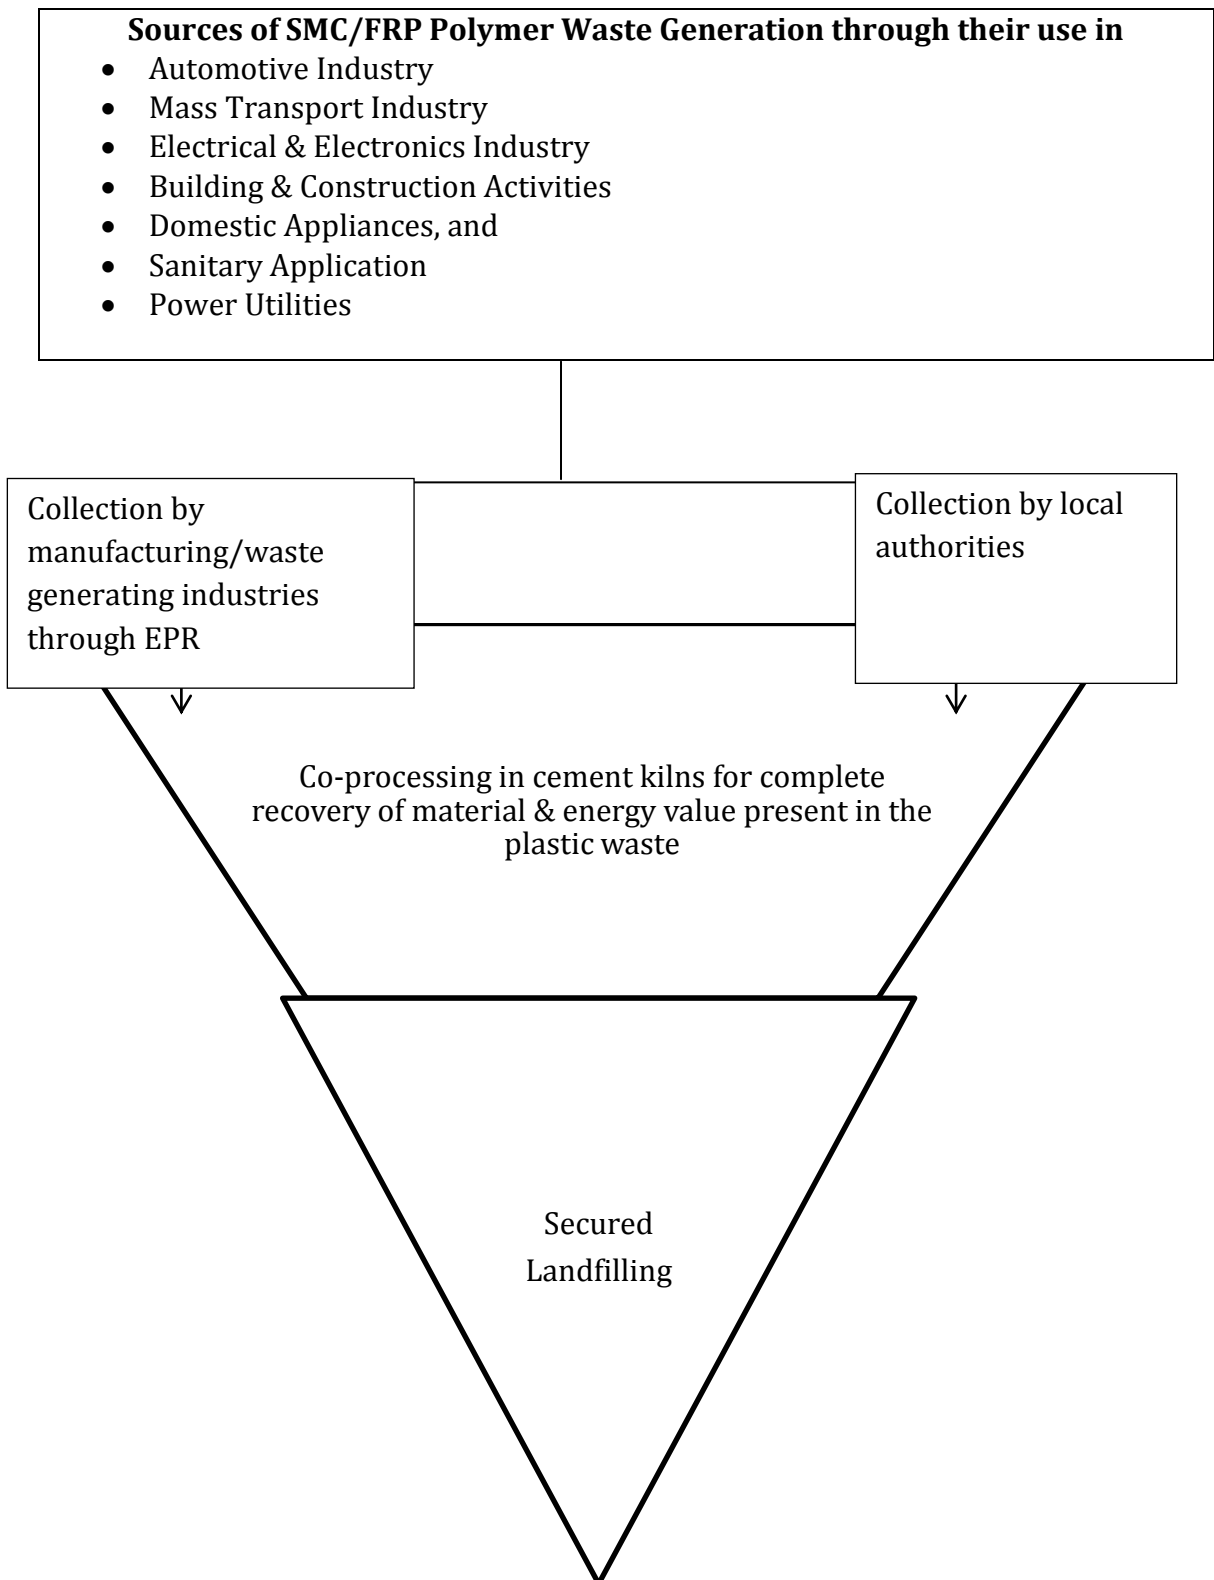 Sources of SMC/FRP Polymer Waste Generation through their use in
• Automotive Industry
• Mass Transport Industry
• Electrical & Electronics Industry
• Building & Construction Activities
• Domestic Appliances, and
• Sanitary Application
• Power Utilities
Collection by
manufacturing/waste
generating industries
through EPR
Collection by local
authorities
Co-processing in cement kilns for complete
recovery of material & energy value present in the
plastic waste
Secured
Landfilling